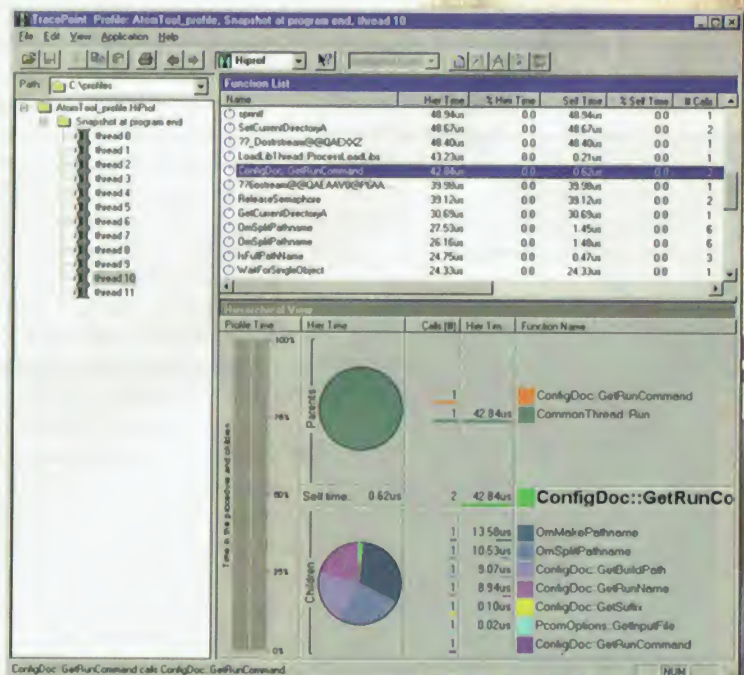 TracePoint Profile: AtomTool_profile, Snapshot at program end, thread 10
File Edit View Application Help
Hiprof
Path: C:\profiles
AtomTool_profile.HiProf
Snapshot at program end
thread 0
thread 1
thread 2
thread 3
thread 4
thread 5
thread 6
thread 7
thread 8
thread 9
thread 10
thread 11
Function List
Name Hier Time % Hier Time Self Time % Self Time # Calls
sprintf 48.94us 0.0 48.94us 0.0 1
SetCurrentDirectoryA 48.67us 0.0 48.67us 0.0 2
??_Dostrstream@@QAEXXZ 48.40us 0.0 48.40us 0.0 1
LoadLibThread::ProcessLoadLibs 43.23us 0.0 0.21us 0.0 1
ConfigDoc::GetRunCommand 42.84us 0.0 0.62us 0.0 2
??6ostream@@QAEAAV0@P6AA... 39.98us 0.0 39.98us 0.0 1
ReleaseSemaphore 39.12us 0.0 39.12us 0.0 2
GetCurrentDirectoryA 30.69us 0.0 30.69us 0.0 1
OmSplitPathname 27.53us 0.0 1.45us 0.0 6
OmSplitPathname 26.16us 0.0 1.48us 0.0 6
IsFullPathName 24.75us 0.0 0.47us 0.0 3
WaitForSingleObject 24.33us 0.0 24.33us 0.0 1
Hierarchical View
Profile Time Hier Time Calls (#) Hier Tim... Function Name
100%
75%
50%
25%
0%
Time in this procedure and children
Parents
1 ConfigDoc::GetRunCommand
1 42.84us CommonThread::Run
Self time: 0.62us 2 42.84us ConfigDoc::GetRunCo
Children
1 13.58us OmMakePathname
1 10.53us OmSplitPathname
1 9.07us ConfigDoc::GetBuildPath
1 8.94us ConfigDoc::GetRunName
1 0.10us ConfigDoc::GetSuffix
1 0.02us PcomOptions::GetInputFile
1 ConfigDoc::GetRunCommand
ConfigDoc::GetRunCommand calls ConfigDoc::GetRunCommand
NUM